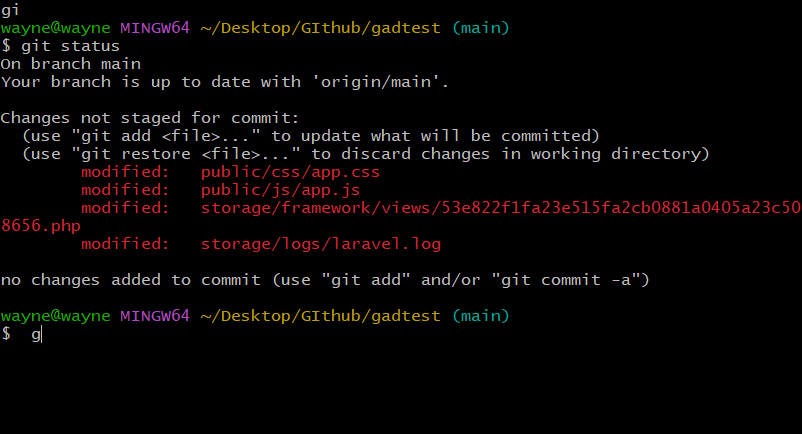 gi
wayne@wayne MINGW64 ~/Desktop/GIthub/gadtest (main)
$ git status
On branch main
Your branch is up to date with 'origin/main'.

Changes not staged for commit:
  (use "git add <file>..." to update what will be committed)
  (use "git restore <file>..." to discard changes in working directory)
        modified:   public/css/app.css
        modified:   public/js/app.js
        modified:   storage/framework/views/53e822f1fa23e515fa2cb0881a0405a23c50
8656.php
        modified:   storage/logs/laravel.log

no changes added to commit (use "git add" and/or "git commit -a")

wayne@wayne MINGW64 ~/Desktop/GIthub/gadtest (main)
$  g